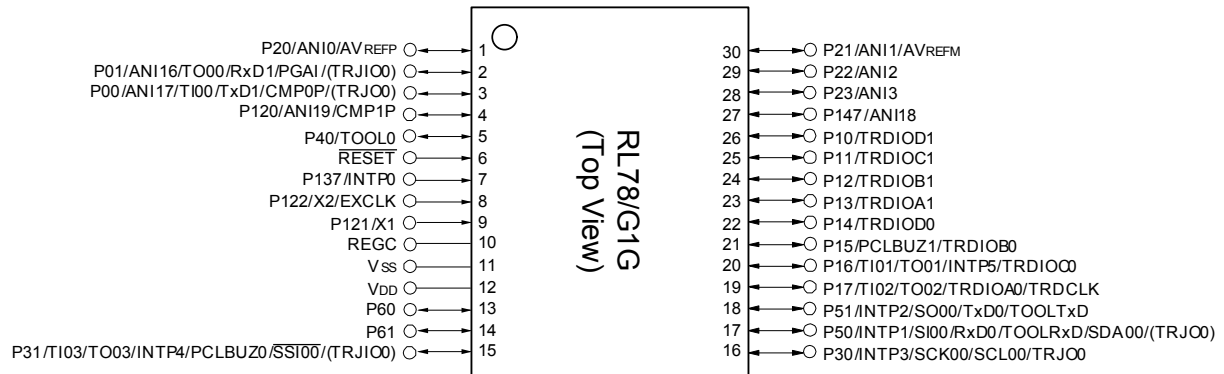 P20/ANI0/AVREFP 1
P01/ANI16/TO00/RxD1/PGAI/(TRJIO0) 2
P00/ANI17/TI00/TxD1/CMP0P/(TRJO0) 3
P120/ANI19/CMP1P 4
P40/TOOL0 5
RESET 6
P137/INTP0 7
P122/X2/EXCLK 8
P121/X1 9
REGC 10
VSS 11
VDD 12
P60 13
P61 14
P31/TI03/TO03/INTP4/PCLBUZ0/SSI00/(TRJIO0) 15
RL78/G1G
(Top View)
30 P21/ANI1/AVREFM
29 P22/ANI2
28 P23/ANI3
27 P147/ANI18
26 P10/TRDIOD1
25 P11/TRDIOC1
24 P12/TRDIOB1
23 P13/TRDIOA1
22 P14/TRDIOD0
21 P15/PCLBUZ1/TRDIOB0
20 P16/TI01/TO01/INTP5/TRDIOC0
19 P17/TI02/TO02/TRDIOA0/TRDCLK
18 P51/INTP2/SO00/TxD0/TOOLTxD
17 P50/INTP1/SI00/RxD0/TOOLRxD/SDA00/(TRJO0)
16 P30/INTP3/SCK00/SCL00/TRJO0